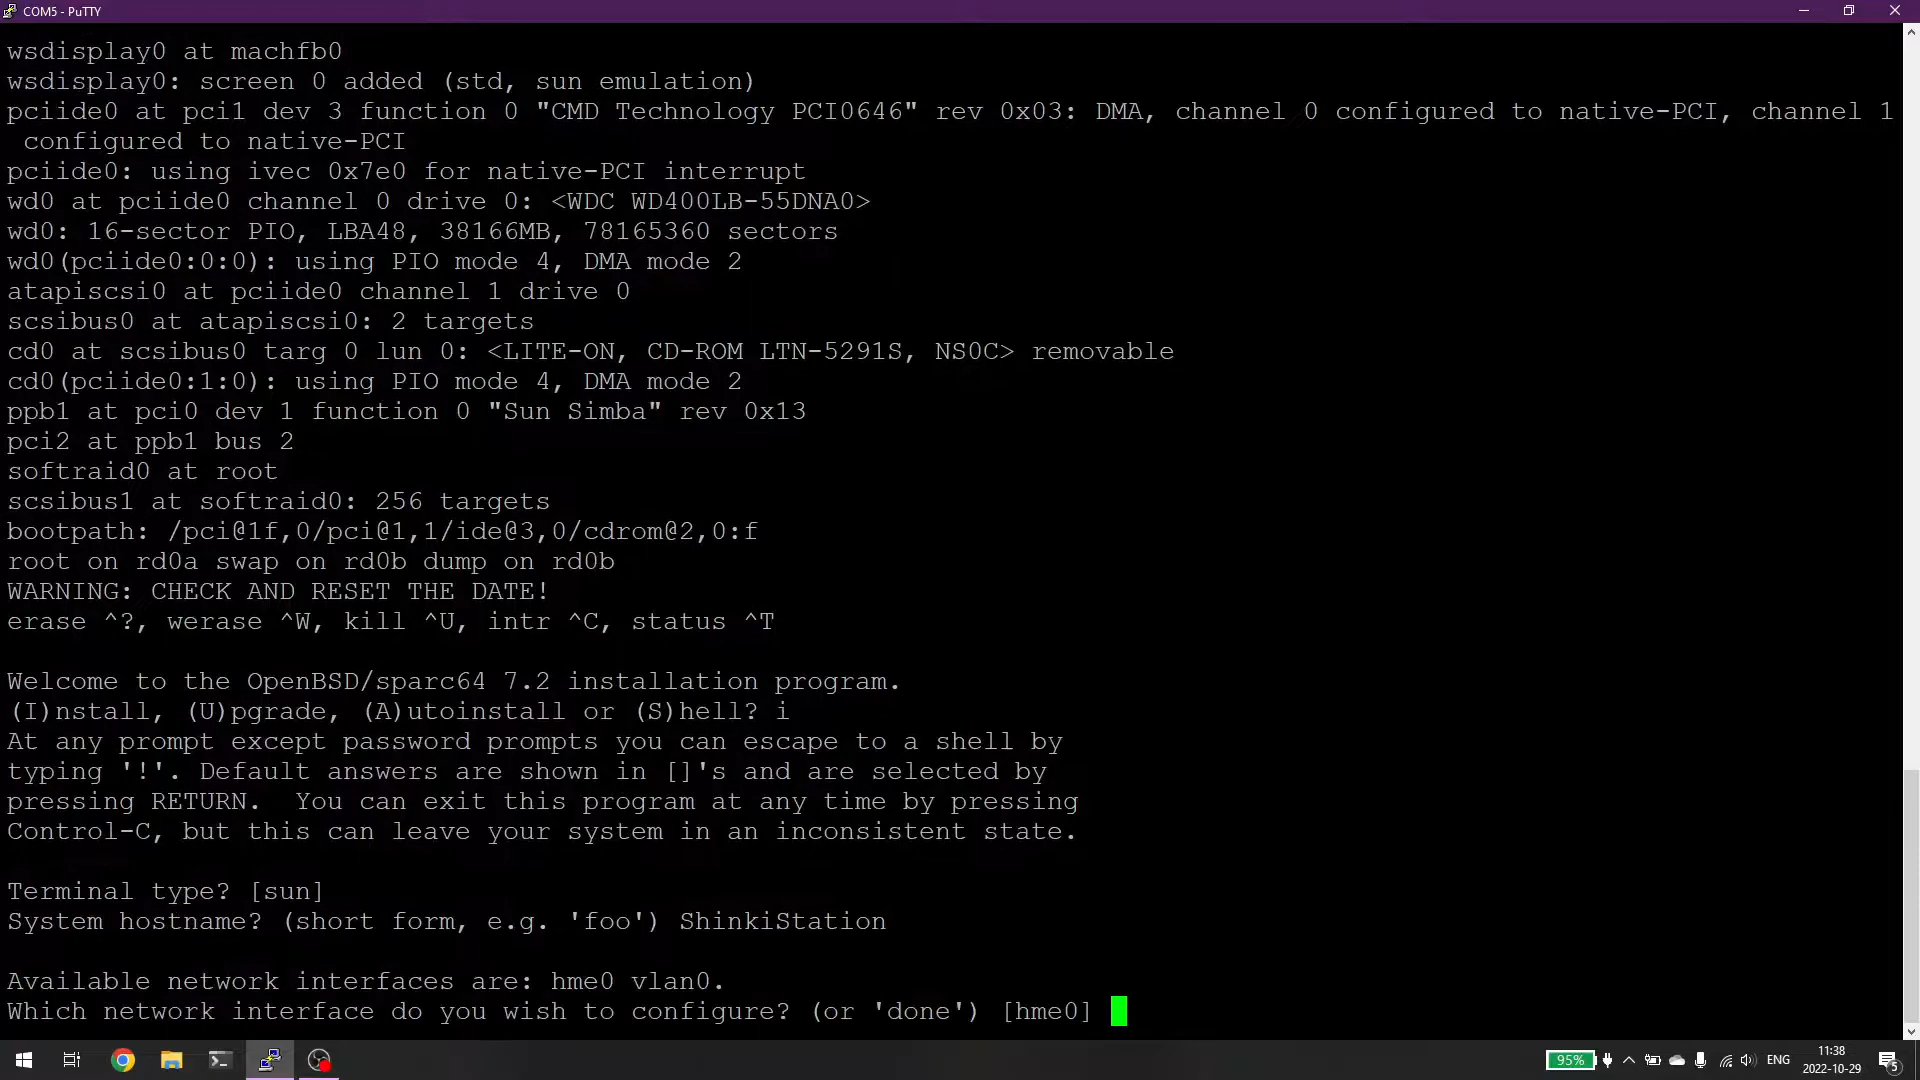 COM5 - PuTTY
wsdisplay0 at machfb0
wsdisplay0: screen 0 added (std, sun emulation)
pciide0 at pci1 dev 3 function 0 "CMD Technology PCI0646" rev 0x03: DMA, channel 0 configured to native-PCI, channel 1
 configured to native-PCI
pciide0: using ivec 0x7e0 for native-PCI interrupt
wd0 at pciide0 channel 0 drive 0: <WDC WD400LB-55DNA0>
wd0: 16-sector PIO, LBA48, 38166MB, 78165360 sectors
wd0(pciide0:0:0): using PIO mode 4, DMA mode 2
atapiscsi0 at pciide0 channel 1 drive 0
scsibus0 at atapiscsi0: 2 targets
cd0 at scsibus0 targ 0 lun 0: <LITE-ON, CD-ROM LTN-5291S, NS0C> removable
cd0(pciide0:1:0): using PIO mode 4, DMA mode 2
ppb1 at pci0 dev 1 function 0 "Sun Simba" rev 0x13
pci2 at ppb1 bus 2
softraid0 at root
scsibus1 at softraid0: 256 targets
bootpath: /pci@1f,0/pci@1,1/ide@3,0/cdrom@2,0:f
root on rd0a swap on rd0b dump on rd0b
WARNING: CHECK AND RESET THE DATE!
erase ^?, werase ^W, kill ^U, intr ^C, status ^T
Welcome to the OpenBSD/sparc64 7.2 installation program.
(I)nstall, (U)pgrade, (A)utoinstall or (S)hell? i
At any prompt except password prompts you can escape to a shell by
typing '!'. Default answers are shown in []'s and are selected by
pressing RETURN.  You can exit this program at any time by pressing
Control-C, but this can leave your system in an inconsistent state.
Terminal type? [sun]
System hostname? (short form, e.g. 'foo') ShinkiStation
Available network interfaces are: hme0 vlan0.
Which network interface do you wish to configure? (or 'done') [hme0]
95%
ENG
11:38
2022-10-29
5